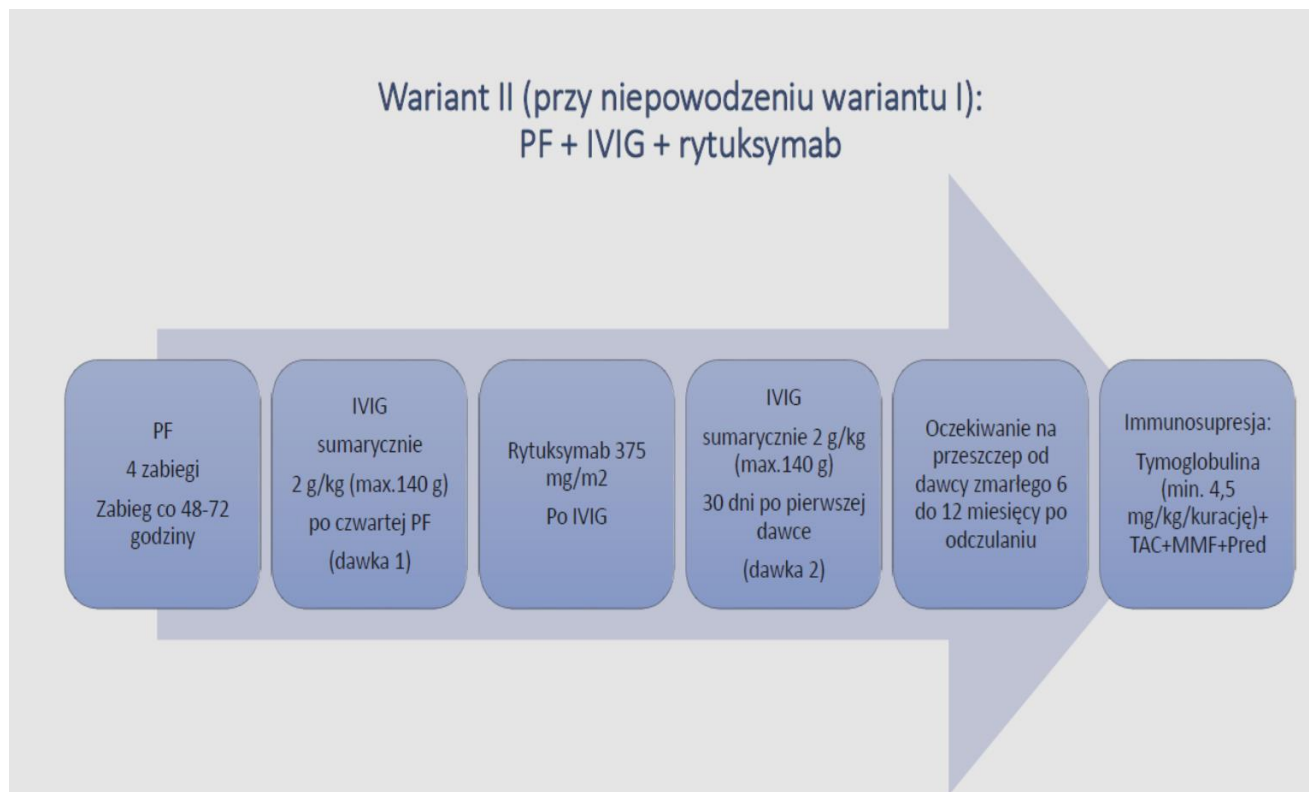 Wariant II (przy niepowodzeniu wariantu I):
PF + IVIG + rytuksymab
PF
4 zabiegi
Zabieg co 48-72
godziny
IVIG
sumarycznie
2 g/kg (max.140 g)
po czwartej PF
(dawka 1)
Rytuksymab 375
mg/m2
Po IVIG
IVIG
sumarycznie 2 g/kg
(max.140 g)
30 dni po pierwszej
dawce
(dawka 2)
Oczekiwanie na
przeszczep od
dawcy zmarłego 6
do 12 miesięcy po
odczulaniu
Immunosupresja:
Tymoglobulina
(min. 4,5
mg/kg/kurację)+
TAC+MMF+Pred